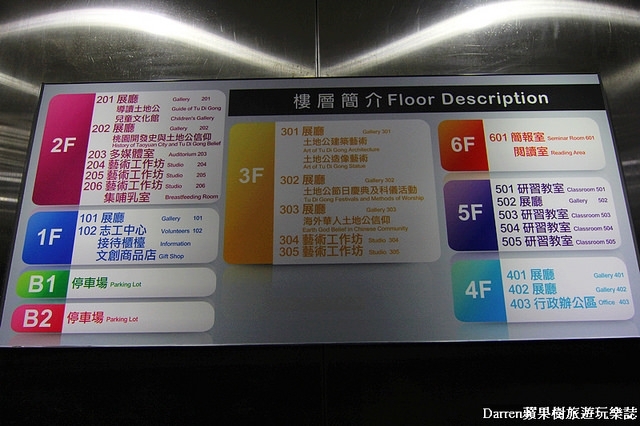 樓層簡介 Floor Description
2F
201 展廳 Gallery 201
導讀土地公 Guide of Tu Di Gong
兒童文化館 Children's Gallery
202 展廳 Gallery 202
桃園開發史與土地公信仰
History of Taoyuan City and Tu Di Gong Belief
203 多媒體室 Auditorium 203
204 藝術工作坊 Studio 204
205 藝術工作坊 Studio 205
206 藝術工作坊 Studio 206
集哺乳室 Breastfeeding Room
1F
101 展廳 Gallery 101
102 志工中心 Volunteers 102
接待櫃檯 Information
文創商品店 Gift Shop
B1 停車場 Parking Lot
B2 停車場 Parking Lot
3F
301 展廳 Gallery 301
土地公建築藝術
Art of Tu Di Gong Architecture
土地公造像藝術
Art of Tu Di Gong Statue
302 展廳 Gallery 302
土地公節日慶典及科儀活動
Tu Di Gong Festivals and Methods of Worship
303 展廳 Gallery 303
海外華人土地公信仰
Earth God Belief in Chinese Community
304 藝術工作坊 Studio 304
305 藝術工作坊 Studio 305
6F
601 簡報室 Seminar Room 601
閱讀室 Reading Area
5F
501 研習教室 Classroom 501
502 展廳 Gallery 502
503 研習教室 Classroom 503
504 研習教室 Classroom 504
505 研習教室 Classroom 505
4F
401 展廳 Gallery 401
402 展廳 Gallery 402
403 行政辦公區 Office 403
Darren蘋果樹旅遊玩樂誌